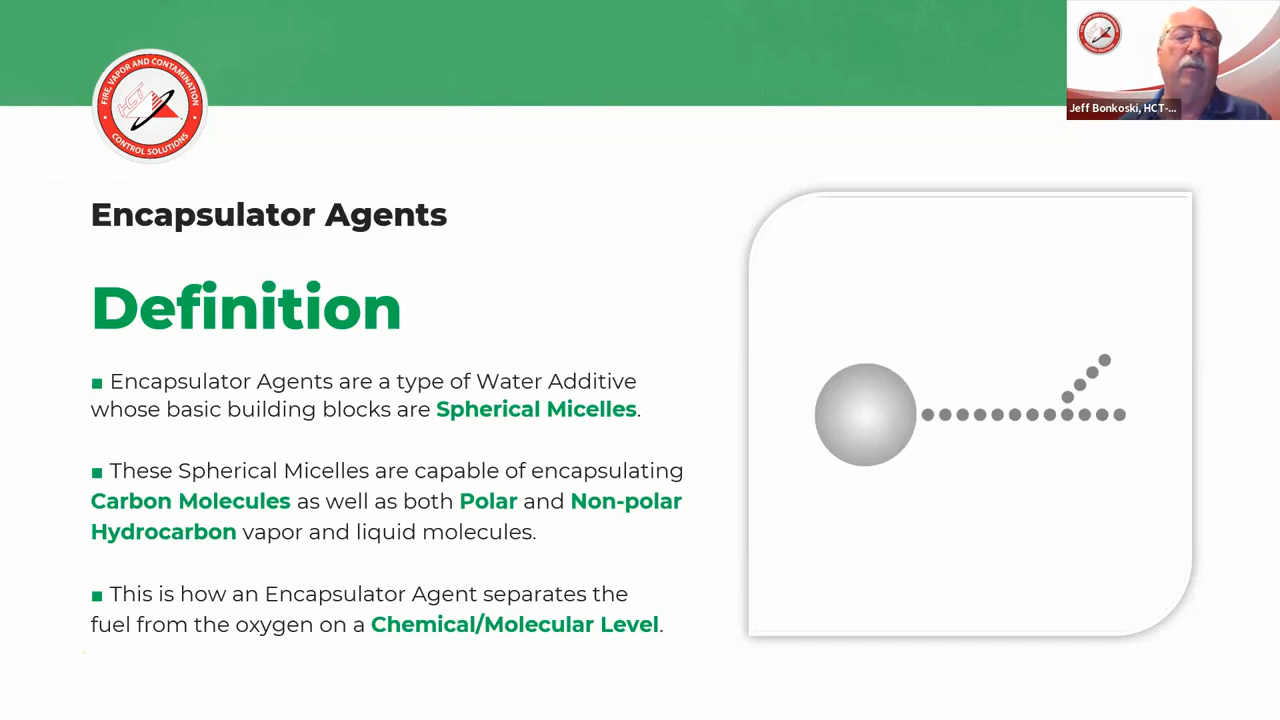 FIRE, VAPOR AND CONTAMINATION
HCT
CONTROL SOLUTIONS
Jeff Bonkoski, HCT-...
Encapsulator Agents
Definition
■ Encapsulator Agents are a type of Water Additive
whose basic building blocks are Spherical Micelles.
■ These Spherical Micelles are capable of encapsulating
Carbon Molecules as well as both Polar and Non-polar
Hydrocarbon vapor and liquid molecules.
■ This is how an Encapsulator Agent separates the
fuel from the oxygen on a Chemical/Molecular Level.